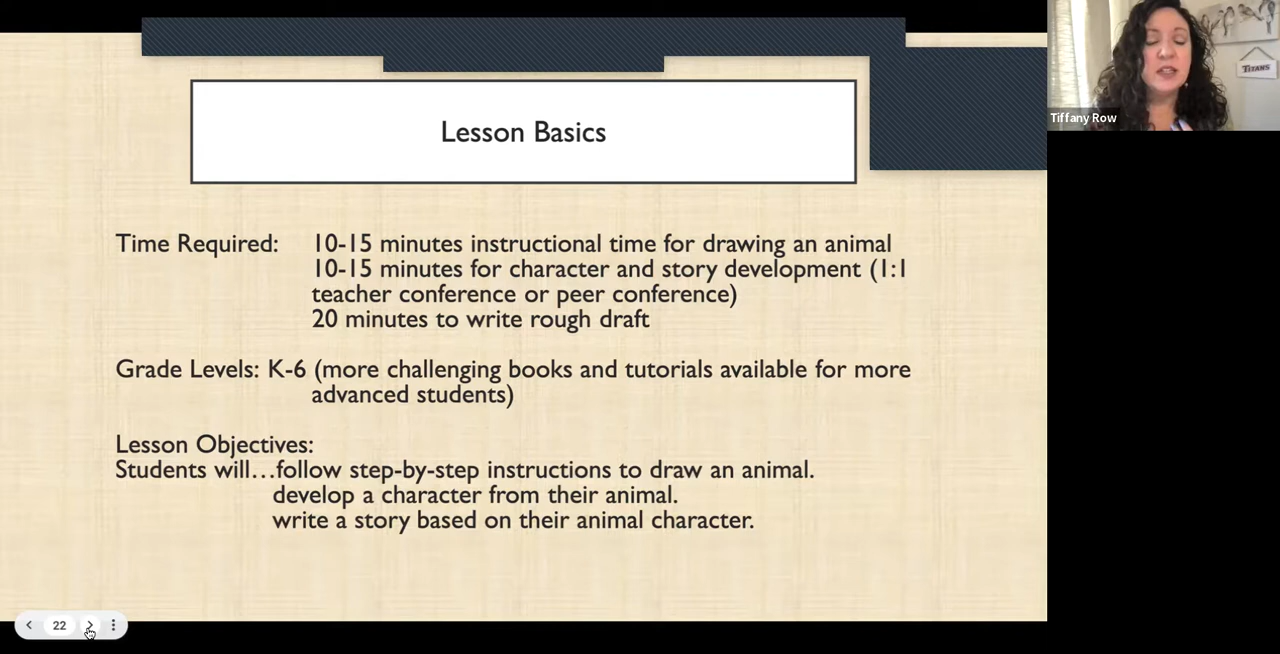 TITANS
Tiffany Row
Lesson Basics
Time Required: 10-15 minutes instructional time for drawing an animal
10-15 minutes for character and story development (1:1
teacher conference or peer conference)
20 minutes to write rough draft
Grade Levels: K-6 (more challenging books and tutorials available for more
advanced students)
Lesson Objectives:
Students will…follow step-by-step instructions to draw an animal.
develop a character from their animal.
write a story based on their animal character.
22